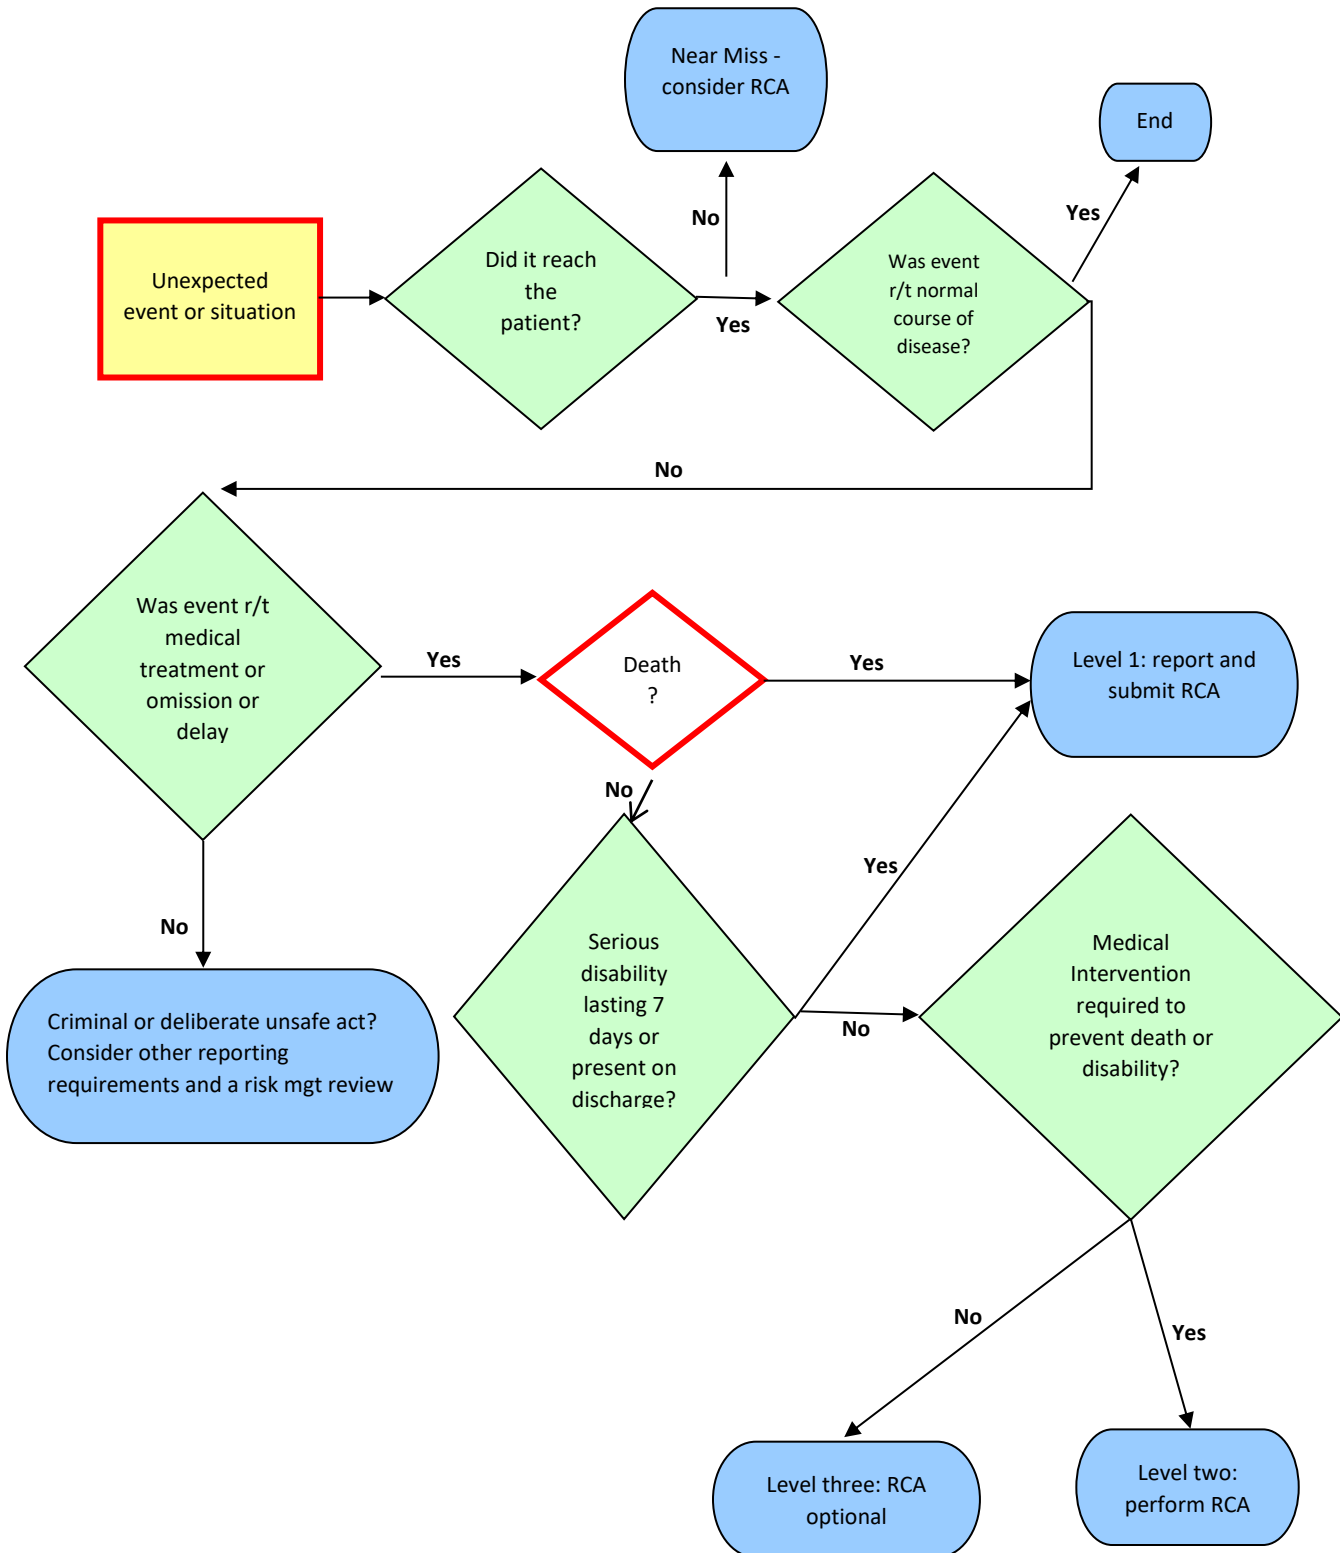 Near Miss -
consider RCA
End
No
Yes
Unexpected
event or situation
Did it reach
the
patient?
Yes
Was event
r/t normal
course of
disease?
No
Was event r/t
medical
treatment or
omission or
delay
Yes
Death
?
Yes
Level 1: report and
submit RCA
No
No
Criminal or deliberate unsafe act?
Consider other reporting
requirements and a risk mgt review
Serious
disability
lasting 7
days or
present on
discharge?
Yes
No
Medical
Intervention
required to
prevent death or
disability?
No
Yes
Level three: RCA
optional
Level two:
perform RCA